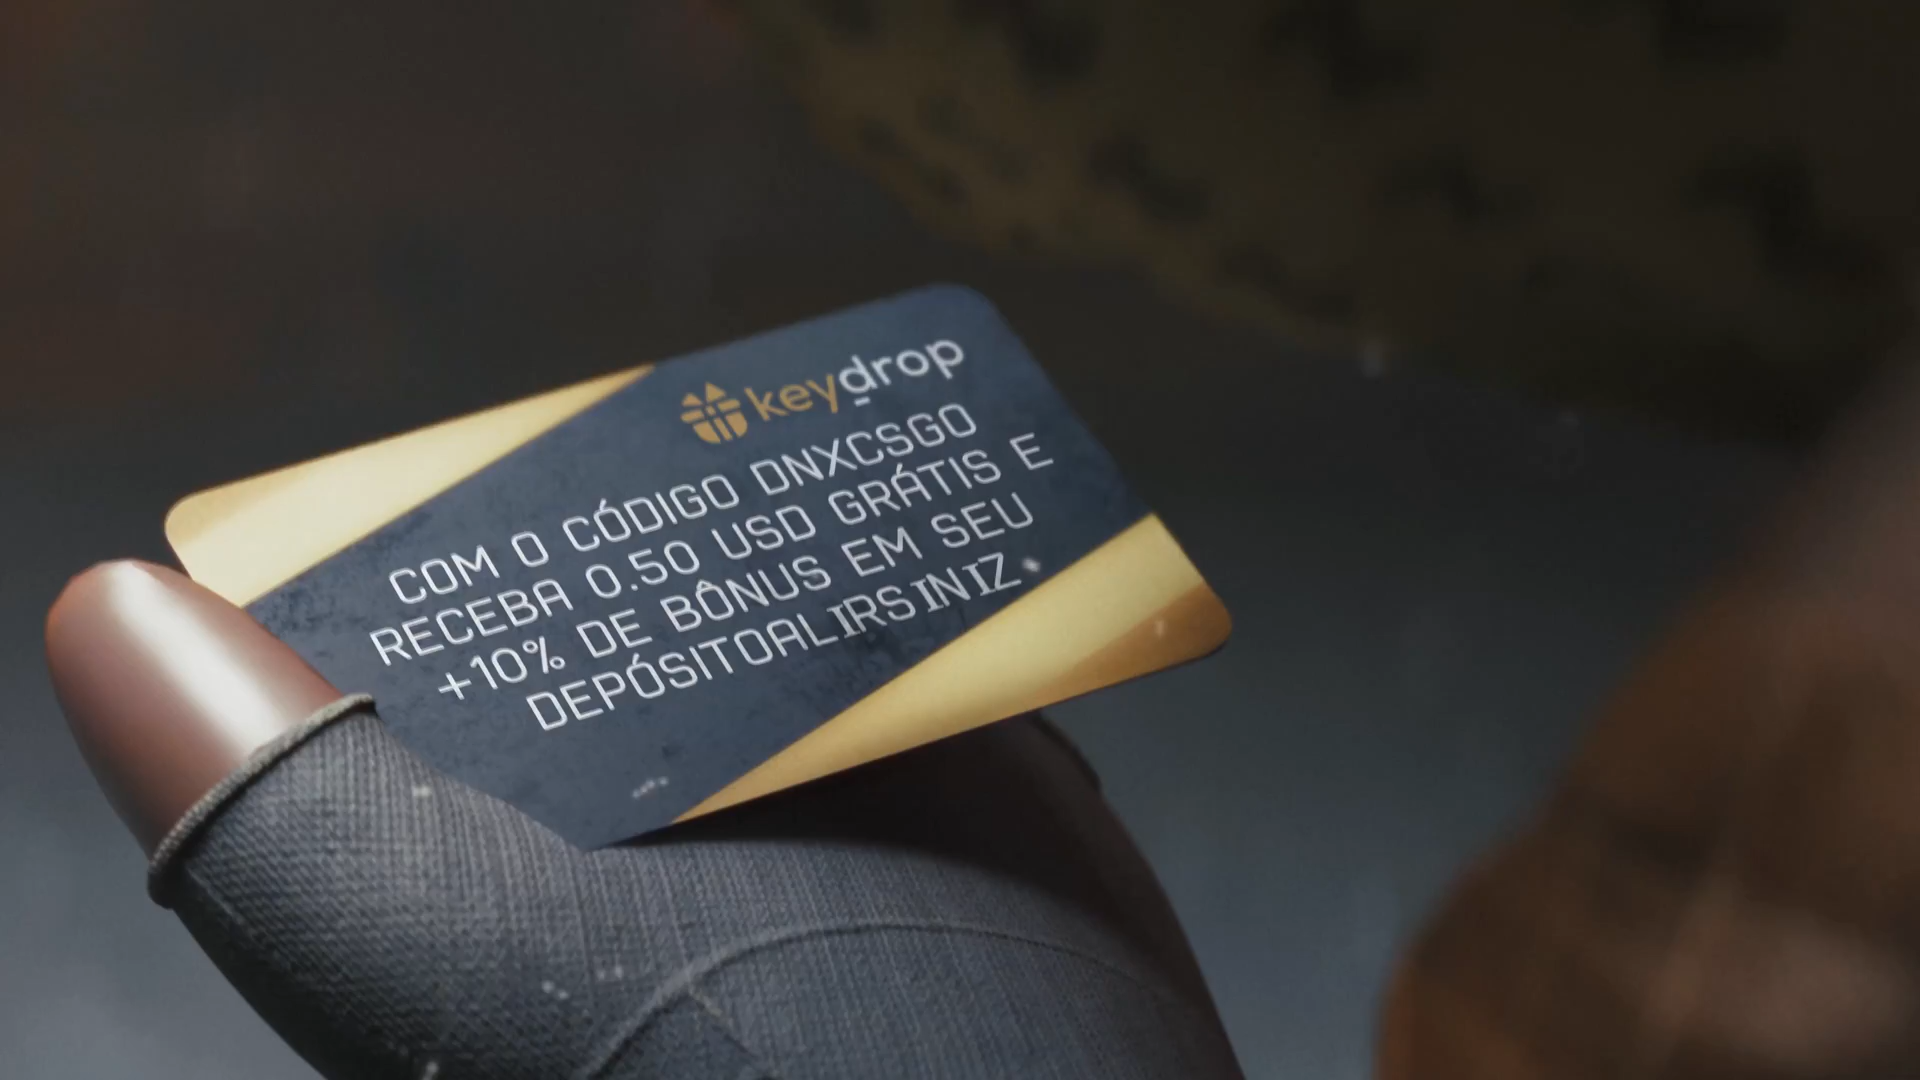 keydrop
COM O CÓDIGO DNXCSGO
RECEBA 0.50 USD GRÁTIS E
+10% DE BÔNUS EM SEU
DEPÓSITOALIRSINIZ.